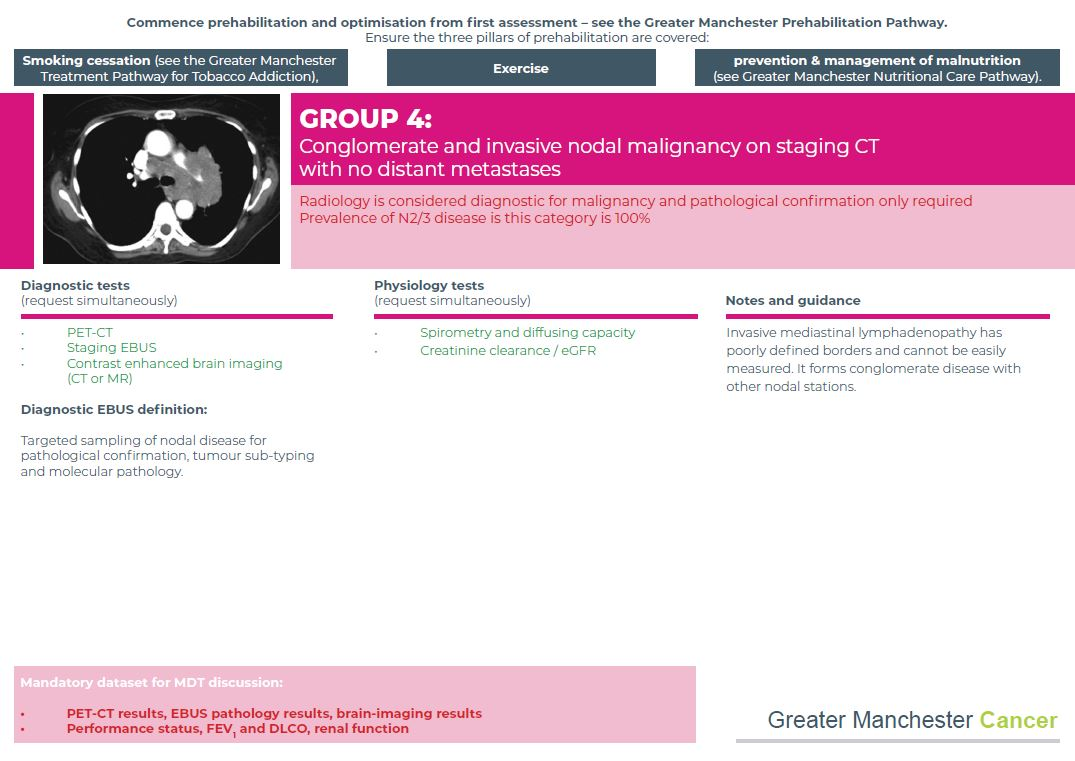 Commence prehabilitation and optimisation from first assessment – see the Greater Manchester Prehabilitation Pathway.
Ensure the three pillars of prehabilitation are covered:
Smoking cessation (see the Greater Manchester
Treatment Pathway for Tobacco Addiction),
Exercise
prevention & management of malnutrition
(see Greater Manchester Nutritional Care Pathway).
GROUP 4:
Conglomerate and invasive nodal malignancy on staging CT
with no distant metastases
Radiology is considered diagnostic for malignancy and pathological confirmation only required
Prevalence of N2/3 disease is this category is 100%
Diagnostic tests
(request simultaneously)
· PET-CT
· Staging EBUS
· Contrast enhanced brain imaging
(CT or MR)
Diagnostic EBUS definition:
Targeted sampling of nodal disease for
pathological confirmation, tumour sub-typing
and molecular pathology.
Physiology tests
(request simultaneously)
· Spirometry and diffusing capacity
· Creatinine clearance / eGFR
Notes and guidance
Invasive mediastinal lymphadenopathy has
poorly defined borders and cannot be easily
measured. It forms conglomerate disease with
other nodal stations.
Mandatory dataset for MDT discussion:
• PET-CT results, EBUS pathology results, brain-imaging results
• Performance status, FEV₁ and DLCO, renal function
Greater Manchester Cancer